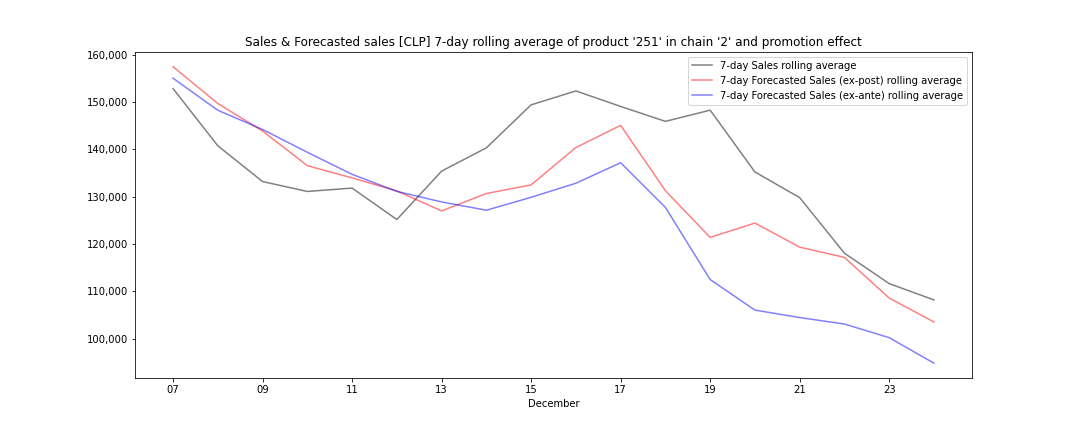 Sales & Forecasted sales [CLP] 7-day rolling average of product '251' in chain '2' and promotion effect
160,000
150,000
140,000
130,000
120,000
110,000
100,000
7-day Sales rolling average
7-day Forecasted Sales (ex-post) rolling average
7-day Forecasted Sales (ex-ante) rolling average
07 09 11 13 15 17 19 21 23
December